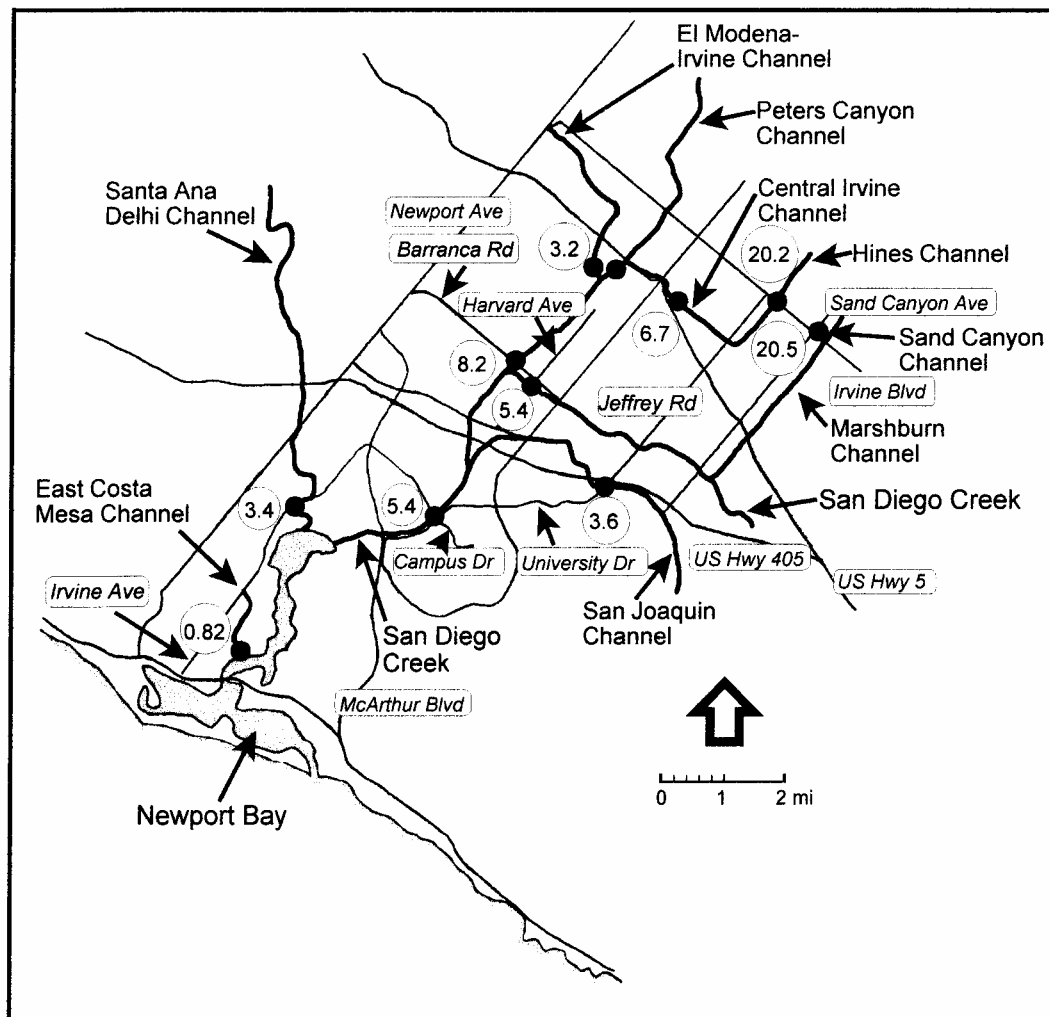 El Modena-
Irvine Channel
Peters Canyon
Channel
Santa Ana
Delhi Channel
Central Irvine
Channel
Newport Ave
Barranca Rd
3.2
20.2
Hines Channel
Harvard Ave
Sand Canyon Ave
6.7
20.5
Sand Canyon
Channel
8.2
5.4
Jeffrey Rd
Irvine Blvd
Marshburn
Channel
East Costa
Mesa Channel
3.4
5.4
3.6
San Diego Creek
Campus Dr
University Dr
US Hwy 405
US Hwy 5
Irvine Ave
0.82
San Diego
Creek
San Joaquin
Channel
McArthur Blvd
Newport Bay
0 1 2 mi